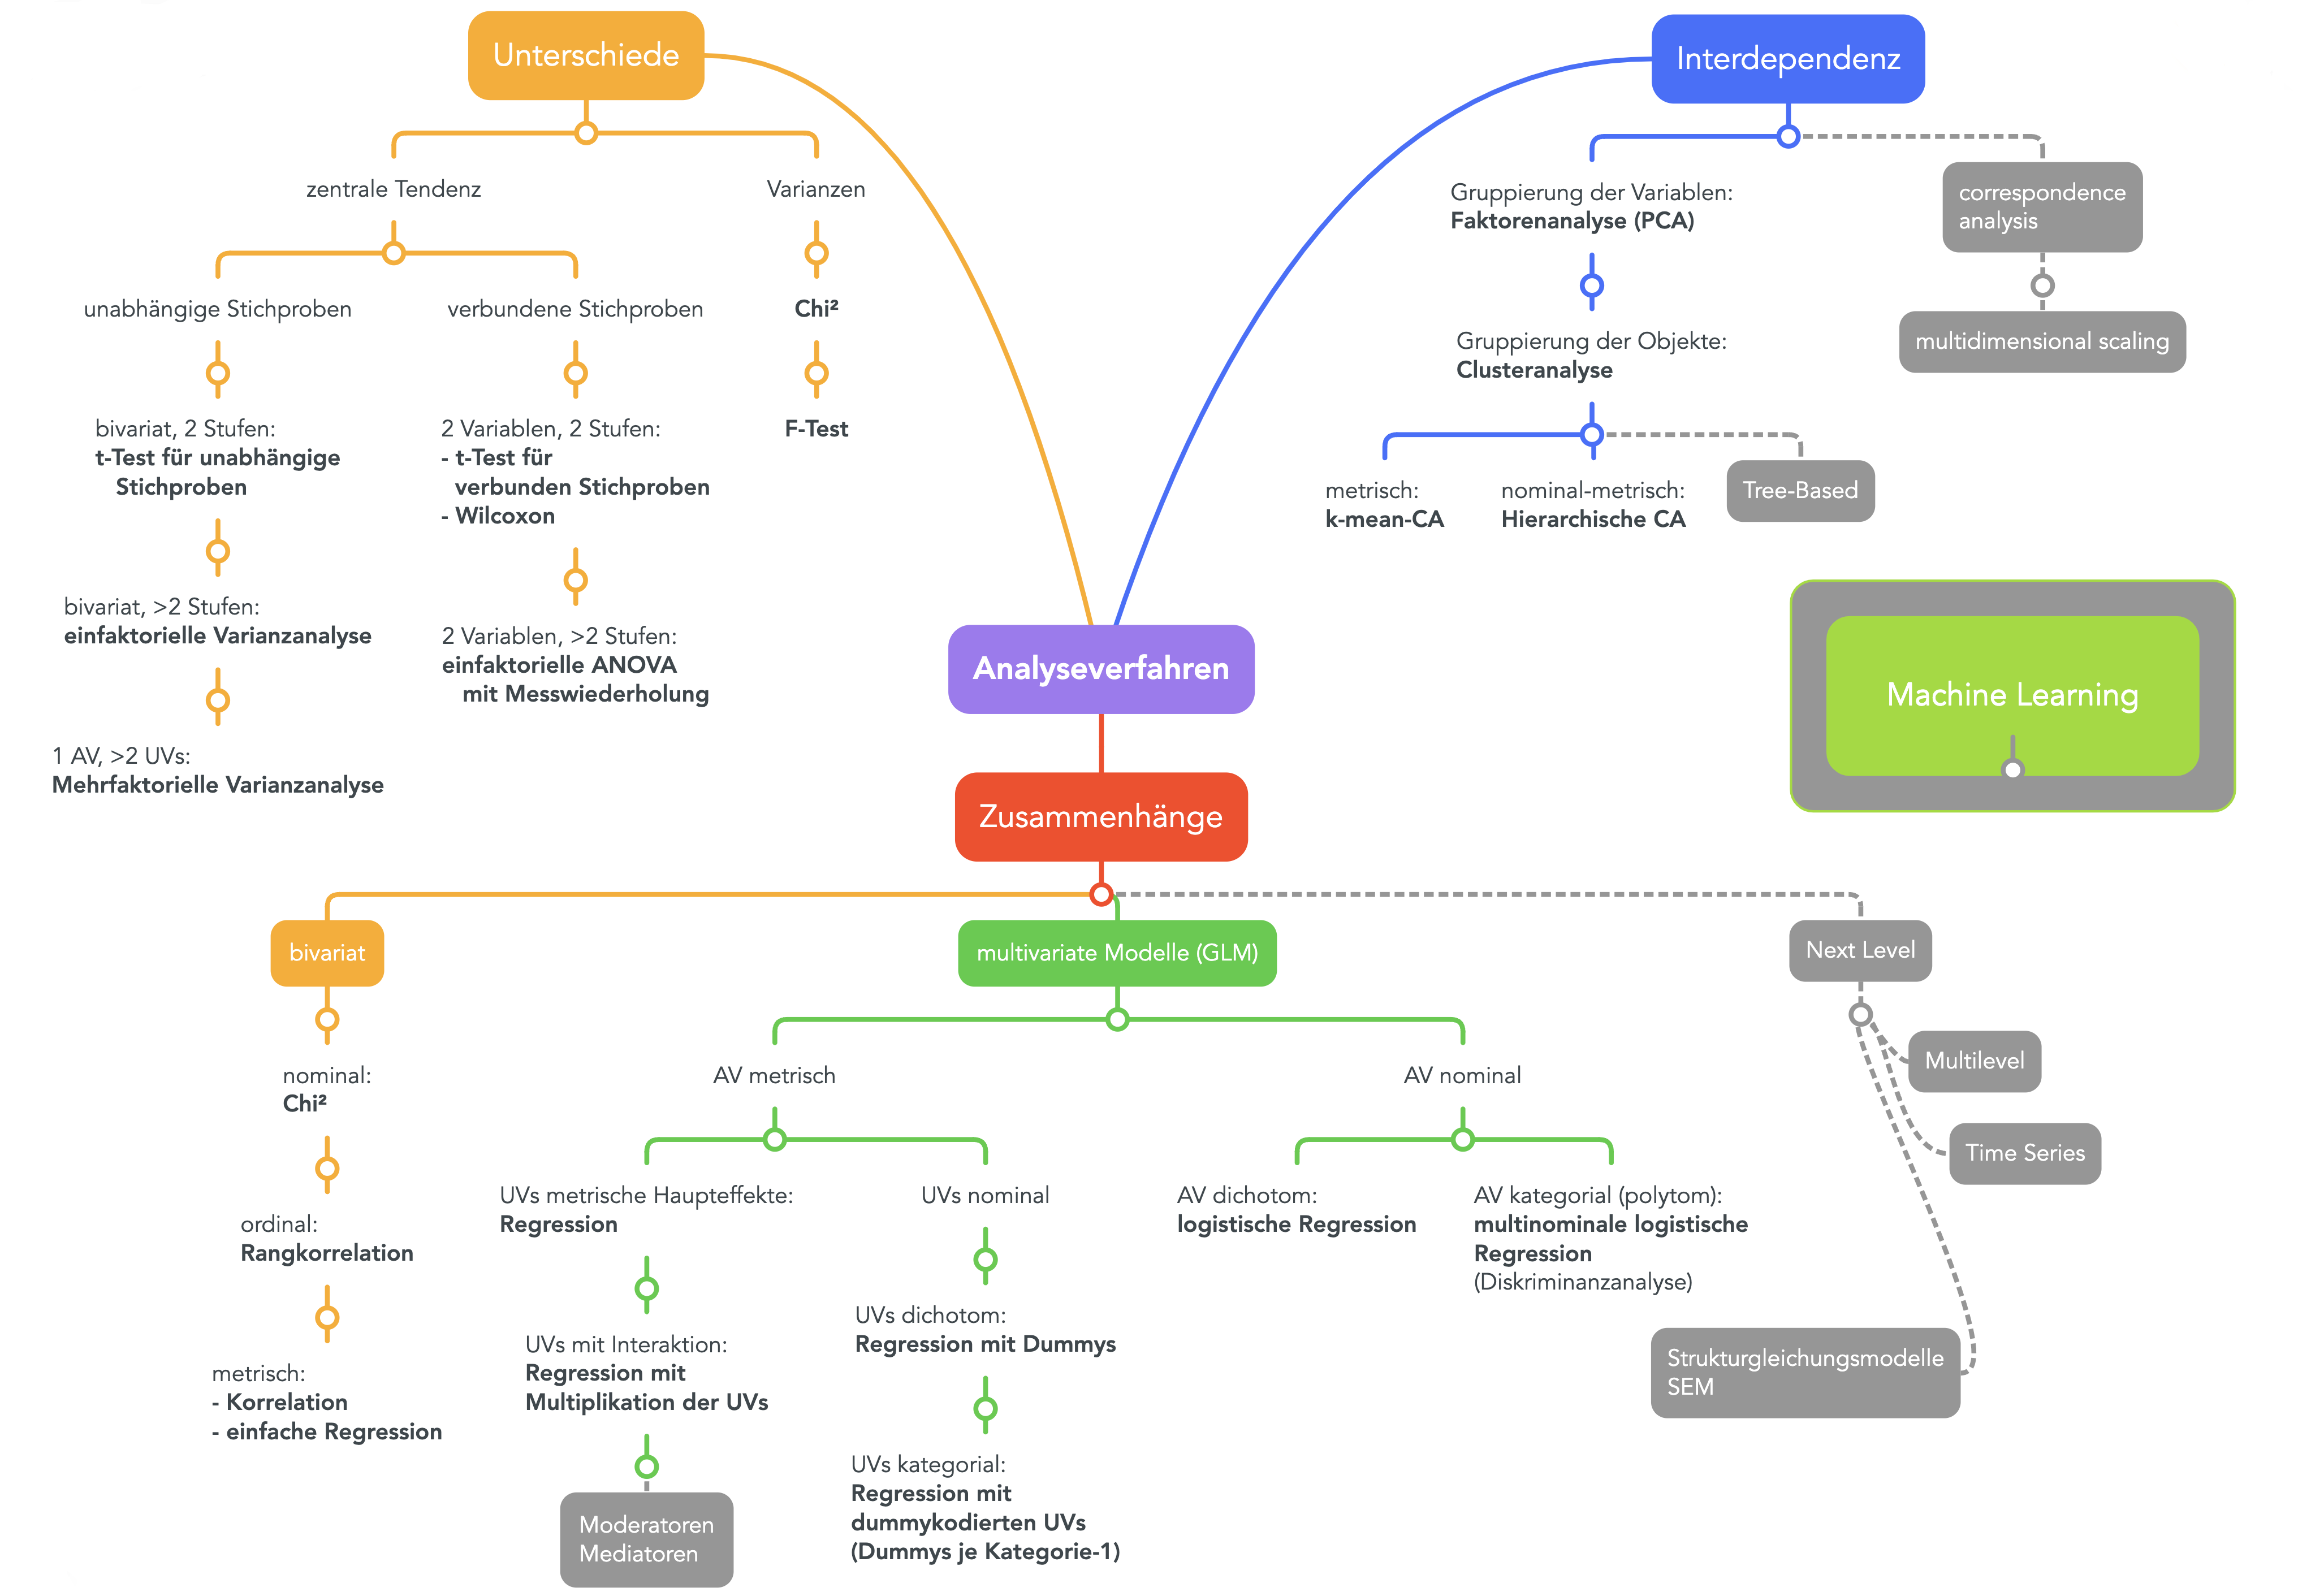 Unterschiede
zentrale Tendenz
Varianzen
unabhängige Stichproben
verbundene Stichproben
Chi²
bivariat, 2 Stufen:
t-Test für unabhängige
Stichproben
2 Variablen, 2 Stufen:
- t-Test für
verbunden Stichproben
- Wilcoxon
F-Test
bivariat, >2 Stufen:
einfaktorielle Varianzanalyse
2 Variablen, >2 Stufen:
einfaktorielle ANOVA
mit Messwiederholung
1 AV, >2 UVs:
Mehrfaktorielle Varianzanalyse
Interdependenz
Gruppierung der Variablen:
Faktorenanalyse (PCA)
correspondence
analysis
Gruppierung der Objekte:
Clusteranalyse
multidimensional scaling
metrisch:
k-mean-CA
nominal-metrisch:
Hierarchische CA
Tree-Based
Machine Learning
Analyseverfahren
Zusammenhänge
bivariat
nominal:
Chi²
ordinal:
Rangkorrelation
metrisch:
- Korrelation
- einfache Regression
multivariate Modelle (GLM)
AV metrisch
UVs metrische Haupteffekte:
Regression
UVs mit Interaktion:
Regression mit
Multiplikation der UVs
Moderatoren
Mediatoren
UVs nominal
UVs dichotom:
Regression mit Dummys
UVs kategorial:
Regression mit
dummykodierten UVs
(Dummys je Kategorie-1)
AV nominal
AV dichotom:
logistische Regression
AV kategorial (polytom):
multinominale logistische
Regression
(Diskriminanzanalyse)
Next Level
Multilevel
Time Series
Strukturgleichungsmodelle
SEM